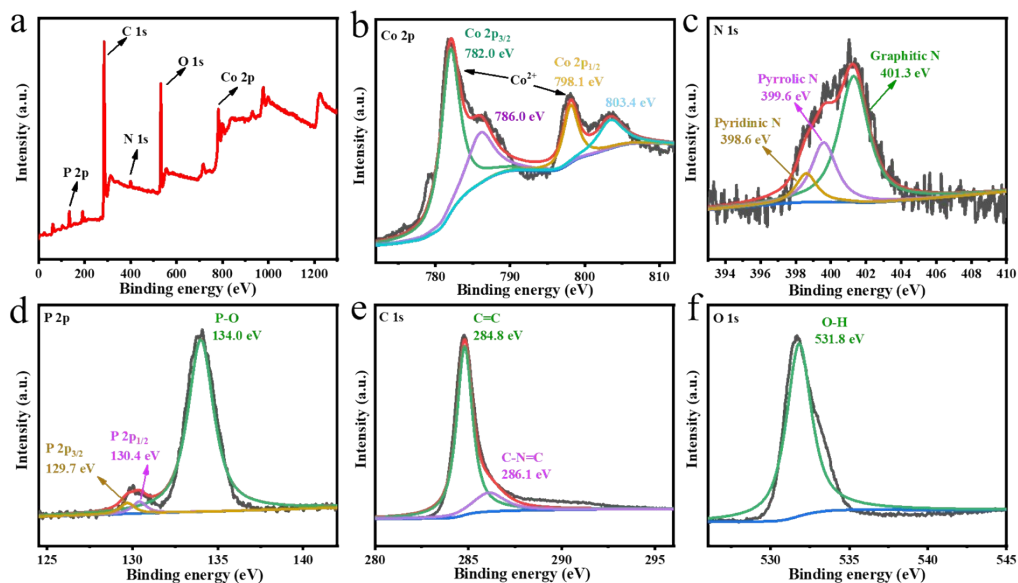 a
C 1s
O 1s
Co 2p
N 1s
P 2p
Intensity (a.u.)
0 200 400 600 800 1000 1200
Binding energy (eV)
b
Co 2p
Co 2p3/2
782.0 eV
Co2+
Co 2p1/2
798.1 eV
786.0 eV
803.4 eV
Intensity (a.u.)
780 790 800 810
Binding energy (eV)
c
N 1s
Graphitic N
401.3 eV
Pyrrolic N
399.6 eV
Pyridinic N
398.6 eV
Intensity (a.u.)
394 396 398 400 402 404 406 408 410
Binding energy (eV)
d
P 2p
P-O
134.0 eV
P 2p3/2
129.7 eV
P 2p1/2
130.4 eV
Intensity (a.u.)
125 130 135 140
Binding energy (eV)
e
C 1s
C=C
284.8 eV
C-N=C
286.1 eV
Intensity (a.u.)
280 285 290 295
Binding energy (eV)
f
O 1s
O-H
531.8 eV
Intensity (a.u.)
530 535 540 545
Binding energy (eV)